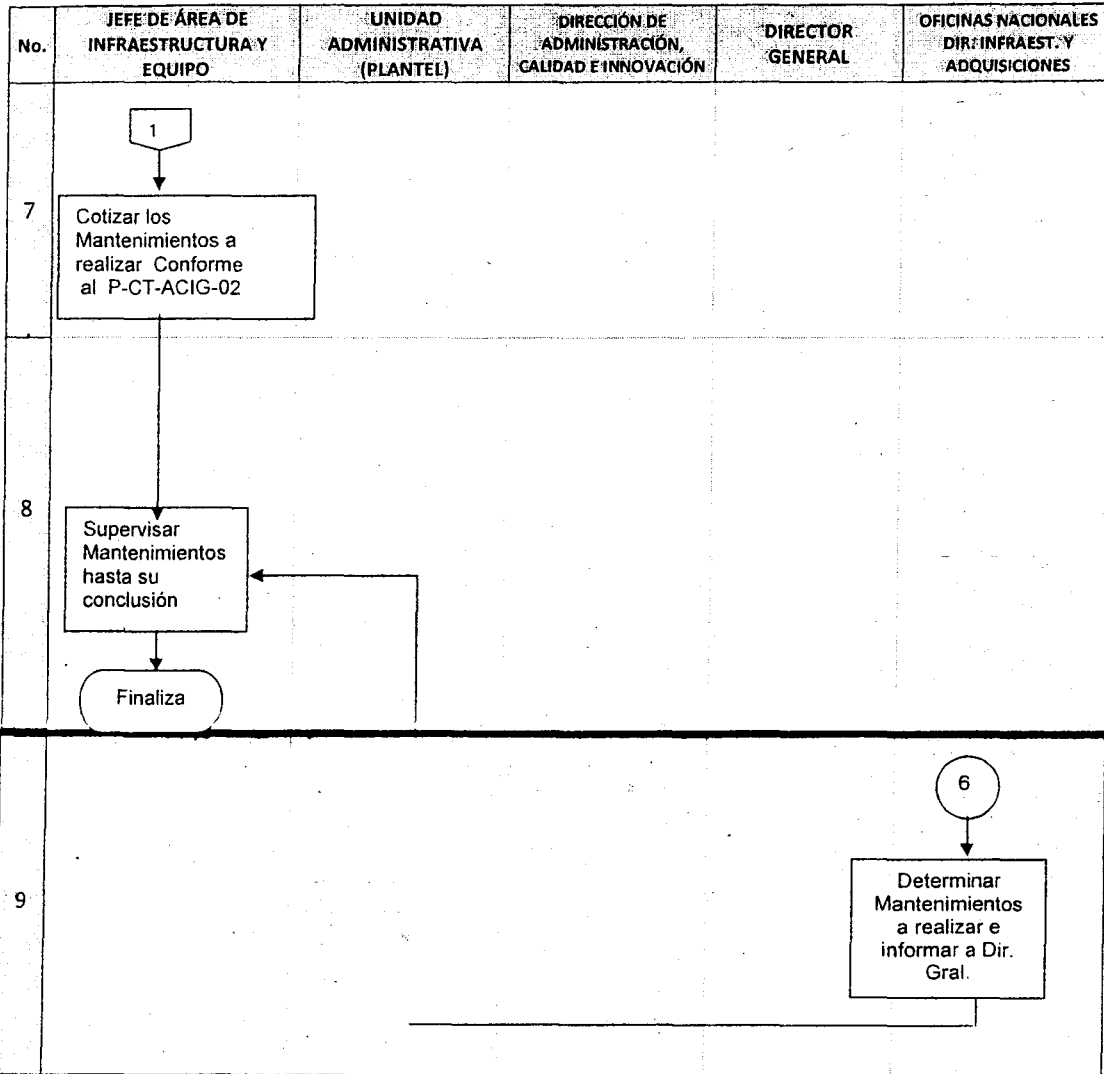 No.
JEFE DE ÁREA DE
INFRAESTRUCTURA Y
EQUIPO
UNIDAD
ADMINISTRATIVA
(PLANTEL)
DIRECCIÓN DE
ADMINISTRACIÓN,
CALIDAD E INNOVACIÓN
DIRECTOR
GENERAL
OFICINAS NACIONALES
DIR. INFRAEST. Y
ADQUISICIONES
1
7
Cotizar los
Mantenimientos a
realizar Conforme
al P-CT-ACIG-02
8
Supervisar
Mantenimientos
hasta su
conclusión
Finaliza
6
9
Determinar
Mantenimientos
a realizar e
informar a Dir.
Gral.